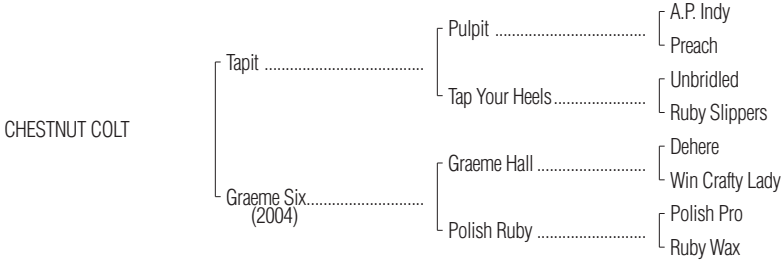 A.P. Indy
Pulpit ......................................
Preach
Tapit ........................................
Unbridled
Tap Your Heels.......................
Ruby Slippers
CHESTNUT COLT
Dehere
Graeme Hall ...........................
Win Crafty Lady
Graeme Six.............................
(2004)
Polish Pro
Polish Ruby ...........................
Ruby Wax